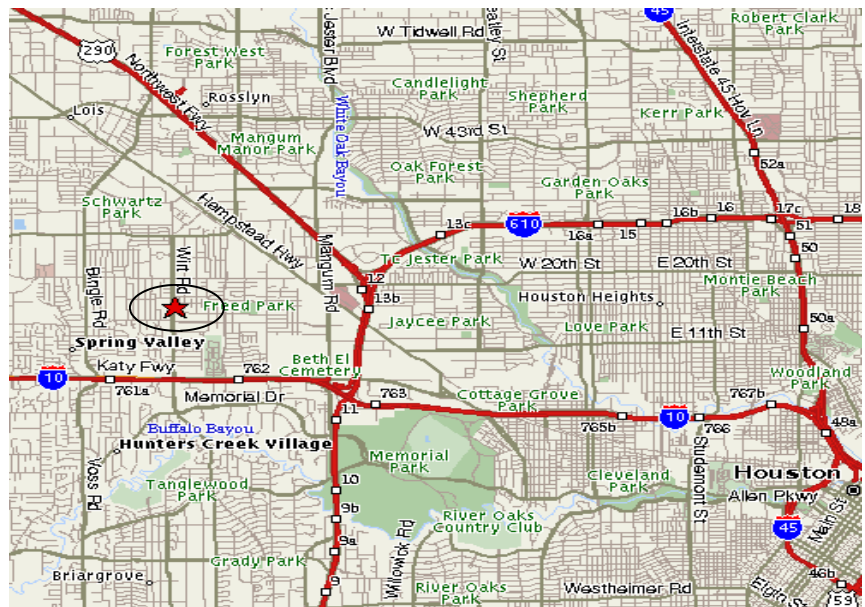 45
Robert Clark
Park
W Tidwell Rd
290
Forest West
Park
Northwest Fwy
Rosslyn
Lois
Candlelight
Park
Shepherd
Park
Interstate 45 Hov Ln
Kerr Park
W 43rd St
Mangum
Manor Park
White Oak Bayou
Oak Forest
Park
52a
Garden Oaks
Park
Schwartz
Park
Hempstead Hwy
13c
610
16a
15
16b
16
17c
18
51
50
Mangum Rd
TC Jester Park
W 20th St
E 20th St
Montie Beach
Park
Bingle Rd
Wirt Rd
12
13b
Houston Heights
Freed Park
Jaycee Park
Love Park
E 11th St
50a
Spring Valley
Katy Fwy
762
Beth El
Cemetery
Woodland
Park
10
761a
Memorial Dr
763
Cottage Grove
Park
767b
11
765b
10
766
48a
Buffalo Bayou
Hunters Creek Village
Memorial
Park
Studemont St
Houston
Voss Rd
Tanglewood
Park
10
9b
Cleveland
Park
Allen Pkwy
River Oaks
Country Club
45
Main St
9a
Grady Park
Willowick Rd
Briargrove
9
River Oaks
Park
Westheimer Rd
46b
Elgin St
59